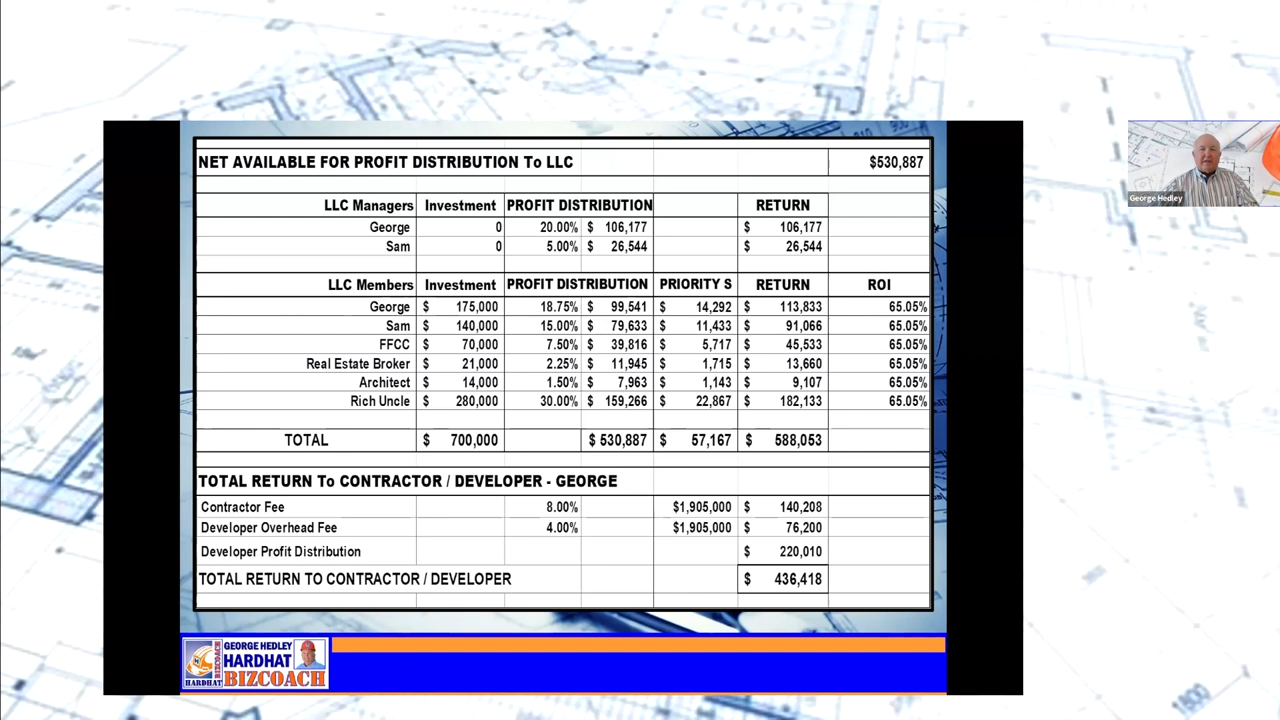 NET AVAILABLE FOR PROFIT DISTRIBUTION To LLC $530,887
LLC Managers Investment PROFIT DISTRIBUTION RETURN
George 0 20.00% $ 106,177 $ 106,177
Sam 0 5.00% $ 26,544 $ 26,544
LLC Members Investment PROFIT DISTRIBUTION PRIORITY S RETURN ROI
George $ 175,000 18.75% $ 99,541 $ 14,292 $ 113,833 65.05%
Sam $ 140,000 15.00% $ 79,633 $ 11,433 $ 91,066 65.05%
FFCC $ 70,000 7.50% $ 39,816 $ 5,717 $ 45,533 65.05%
Real Estate Broker $ 21,000 2.25% $ 11,945 $ 1,715 $ 13,660 65.05%
Architect $ 14,000 1.50% $ 7,963 $ 1,143 $ 9,107 65.05%
Rich Uncle $ 280,000 30.00% $ 159,266 $ 22,867 $ 182,133 65.05%
TOTAL $ 700,000 $ 530,887 $ 57,167 $ 588,053
TOTAL RETURN To CONTRACTOR / DEVELOPER - GEORGE
Contractor Fee 8.00% $1,905,000 $ 140,208
Developer Overhead Fee 4.00% $1,905,000 $ 76,200
Developer Profit Distribution $ 220,010
TOTAL RETURN TO CONTRACTOR / DEVELOPER $ 436,418
George Hedley
BIZCOACH
HARDHAT
GEORGE HEDLEY
HARDHAT
BIZCOACH
1800